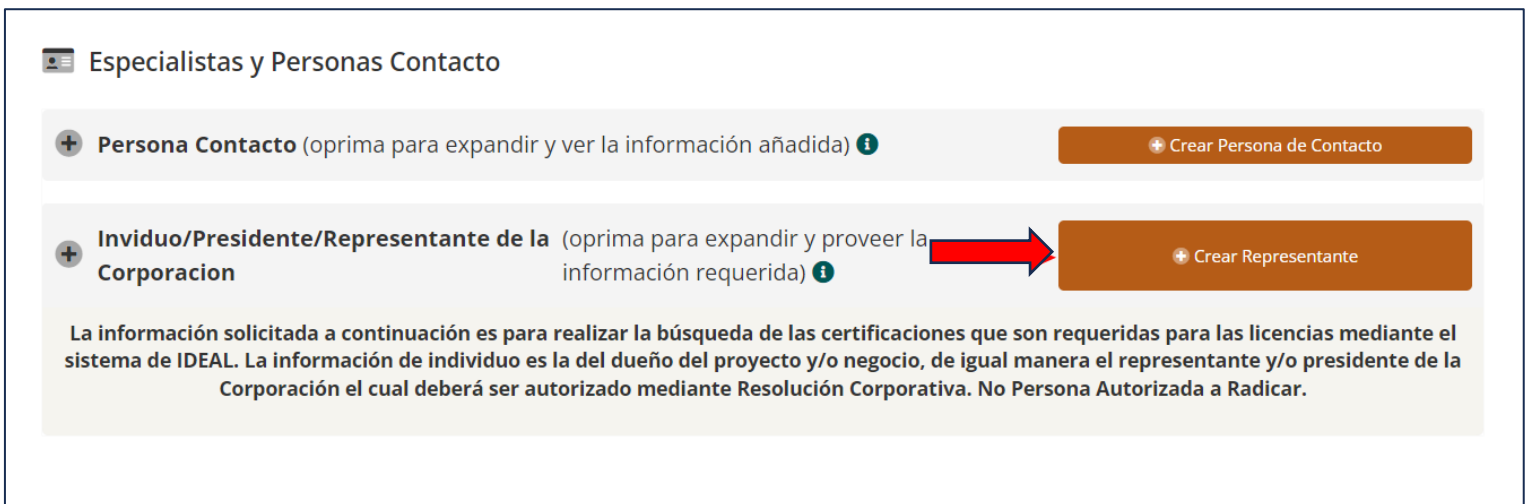 Especialistas y Personas Contacto
Persona Contacto (oprima para expandir y ver la información añadida)
Crear Persona de Contacto
Inviduo/Presidente/Representante de la
Corporacion
(oprima para expandir y proveer la
información requerida)
Crear Representante
La información solicitada a continuación es para realizar la búsqueda de las certificaciones que son requeridas para las licencias mediante el
sistema de IDEAL. La información de individuo es la del dueño del proyecto y/o negocio, de igual manera el representante y/o presidente de la
Corporación el cual deberá ser autorizado mediante Resolución Corporativa. No Persona Autorizada a Radicar.